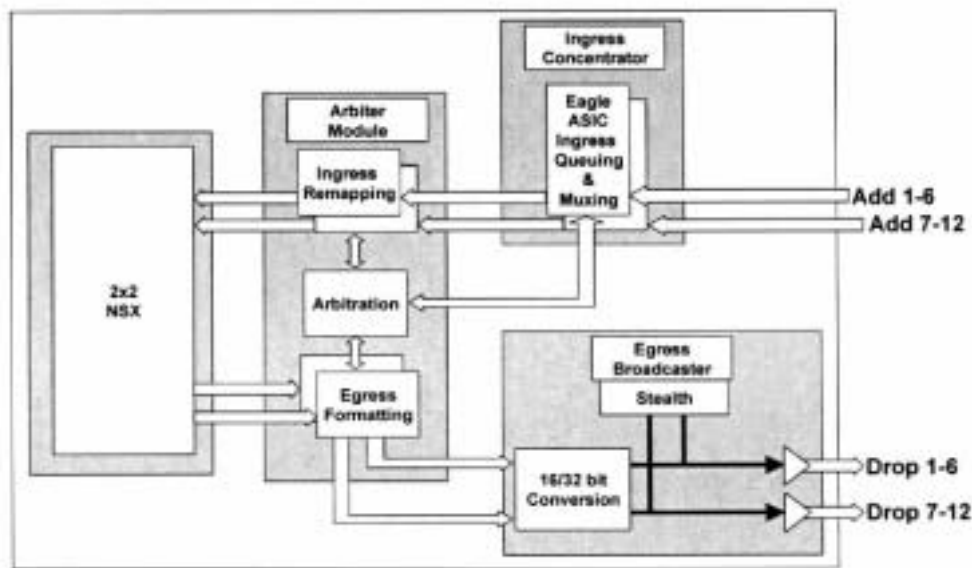 Ingress
Concentrator
Eagle
ASIC
Ingress
Queuing
&
Muxing
Arbiter
Module
Ingress
Remapping
Add 1-6
Add 7-12
2x2
NSX
Arbitration
Egress
Formatting
Egress
Broadcaster
Stealth
16/32 bit
Conversion
Drop 1-6
Drop 7-12